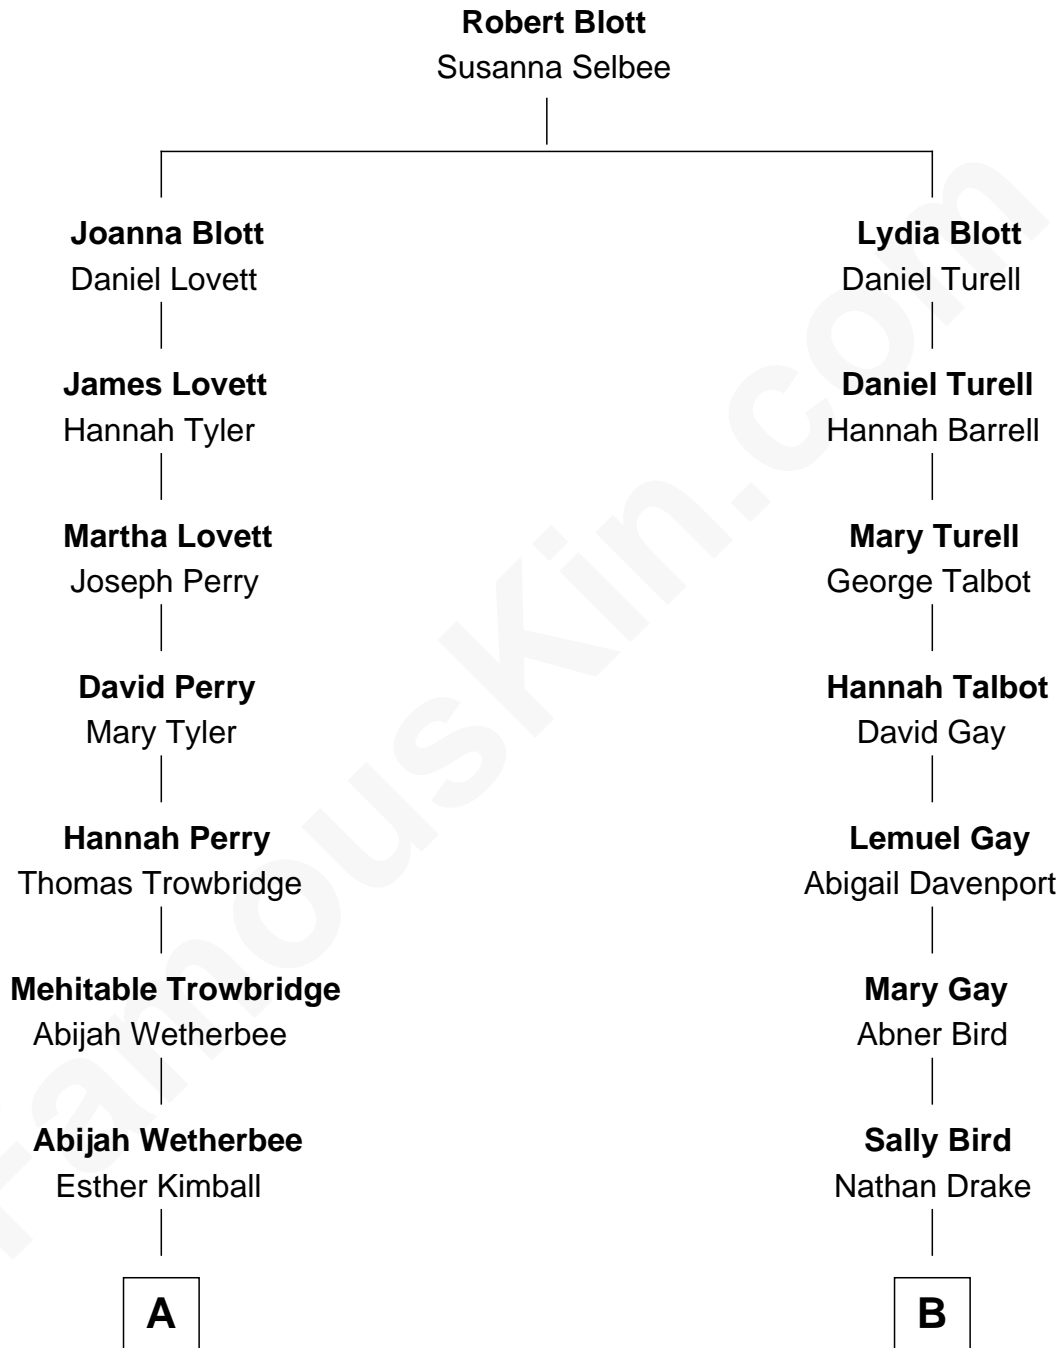 Robert Blott
Susanna Selbee
Joanna Blott
Daniel Lovett
Lydia Blott
Daniel Turell
James Lovett
Hannah Tyler
Daniel Turell
Hannah Barrell
Martha Lovett
Joseph Perry
Mary Turell
George Talbot
David Perry
Mary Tyler
Hannah Talbot
David Gay
Hannah Perry
Thomas Trowbridge
Lemuel Gay
Abigail Davenport
Mehitable Trowbridge
Abijah Wetherbee
Mary Gay
Abner Bird
Abijah Wetherbee
Esther Kimball
Sally Bird
Nathan Drake
A
B
FamousKin.com